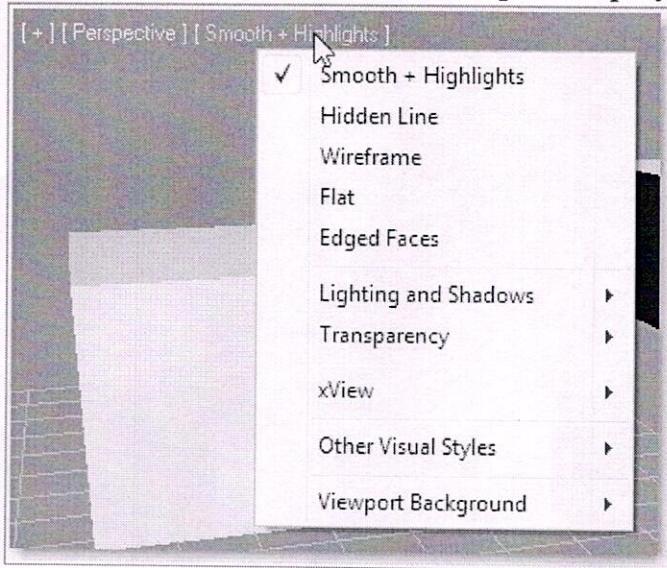 [ + ] [ Perspective ] [ Smooth + Highlights ]
Smooth + Highlights
Hidden Line
Wireframe
Flat
Edged Faces
Lighting and Shadows
Transparency
xView
Other Visual Styles
Viewport Background